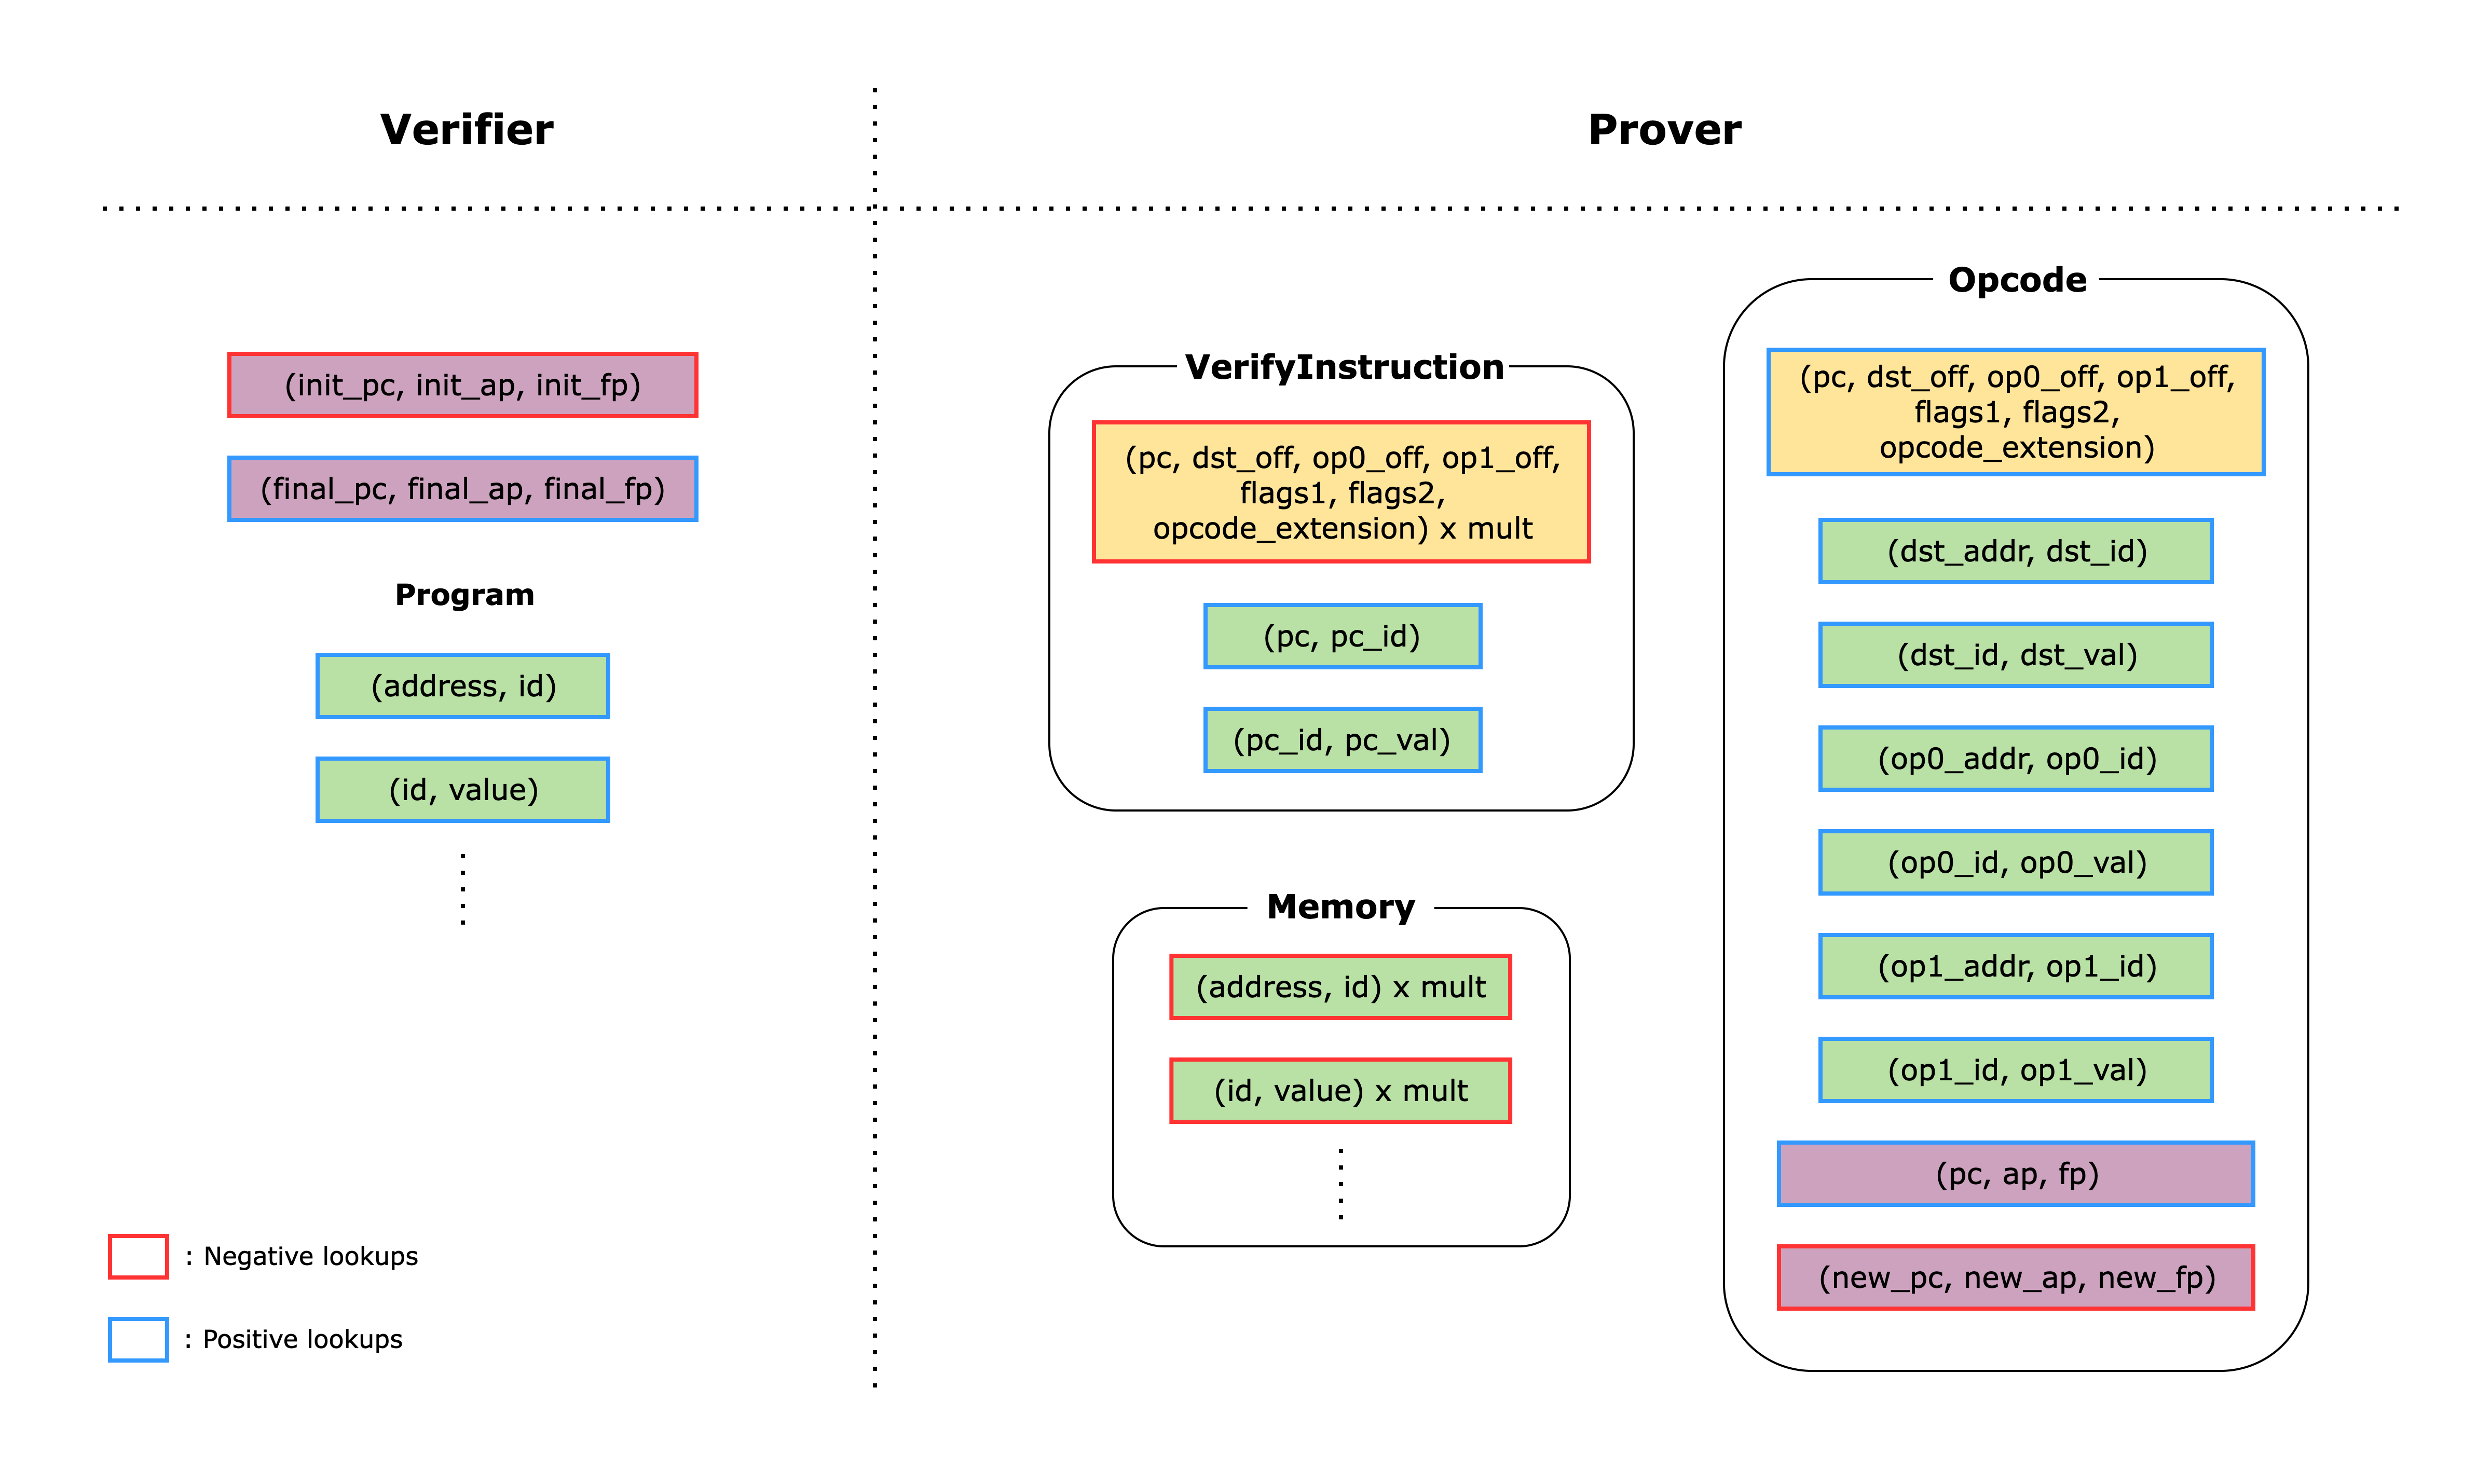 Verifier
Prover
(init_pc, init_ap, init_fp)
(final_pc, final_ap, final_fp)
Program
(address, id)
(id, value)
: Negative lookups
: Positive lookups
VerifyInstruction
(pc, dst_off, op0_off, op1_off,
flags1, flags2,
opcode_extension) x mult
(pc, pc_id)
(pc_id, pc_val)
Memory
(address, id) x mult
(id, value) x mult
Opcode
(pc, dst_off, op0_off, op1_off,
flags1, flags2,
opcode_extension)
(dst_addr, dst_id)
(dst_id, dst_val)
(op0_addr, op0_id)
(op0_id, op0_val)
(op1_addr, op1_id)
(op1_id, op1_val)
(pc, ap, fp)
(new_pc, new_ap, new_fp)